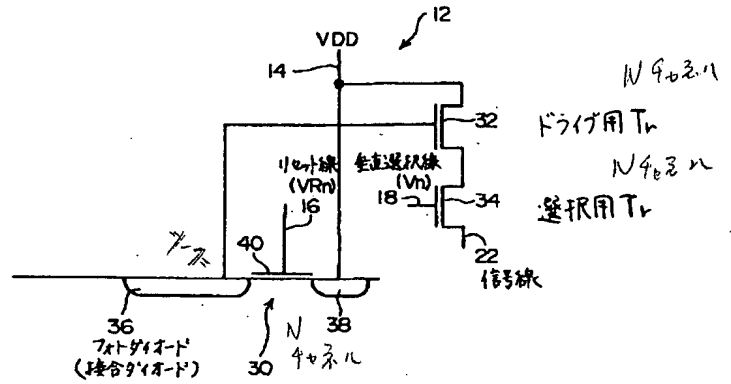 12
VDD
14
Nチャネル
32
ドライブ用Tr
リセット線
(VRn)
垂直選択線
(Vn)
Nチャネル
16
18
34
選択用Tr
22
信号線
ソース
40
36
フォトダイオード
(接合ダイオード)
30
38
N
チャネル